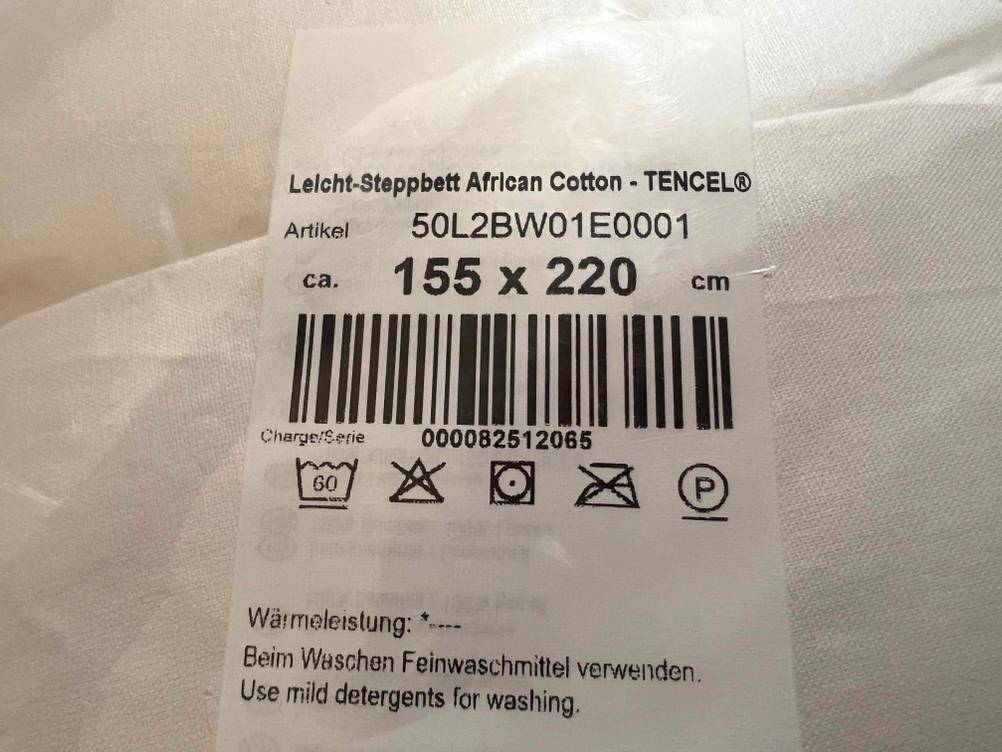 Leicht-Steppbett African Cotton - TENCEL®
Artikel 50L2BW01E0001
ca. 155 x 220 cm
Charge/Serie 000082512065
60 P
Wärmeleistung: *----
Beim Waschen Feinwaschmittel verwenden.
Use mild detergents for washing.